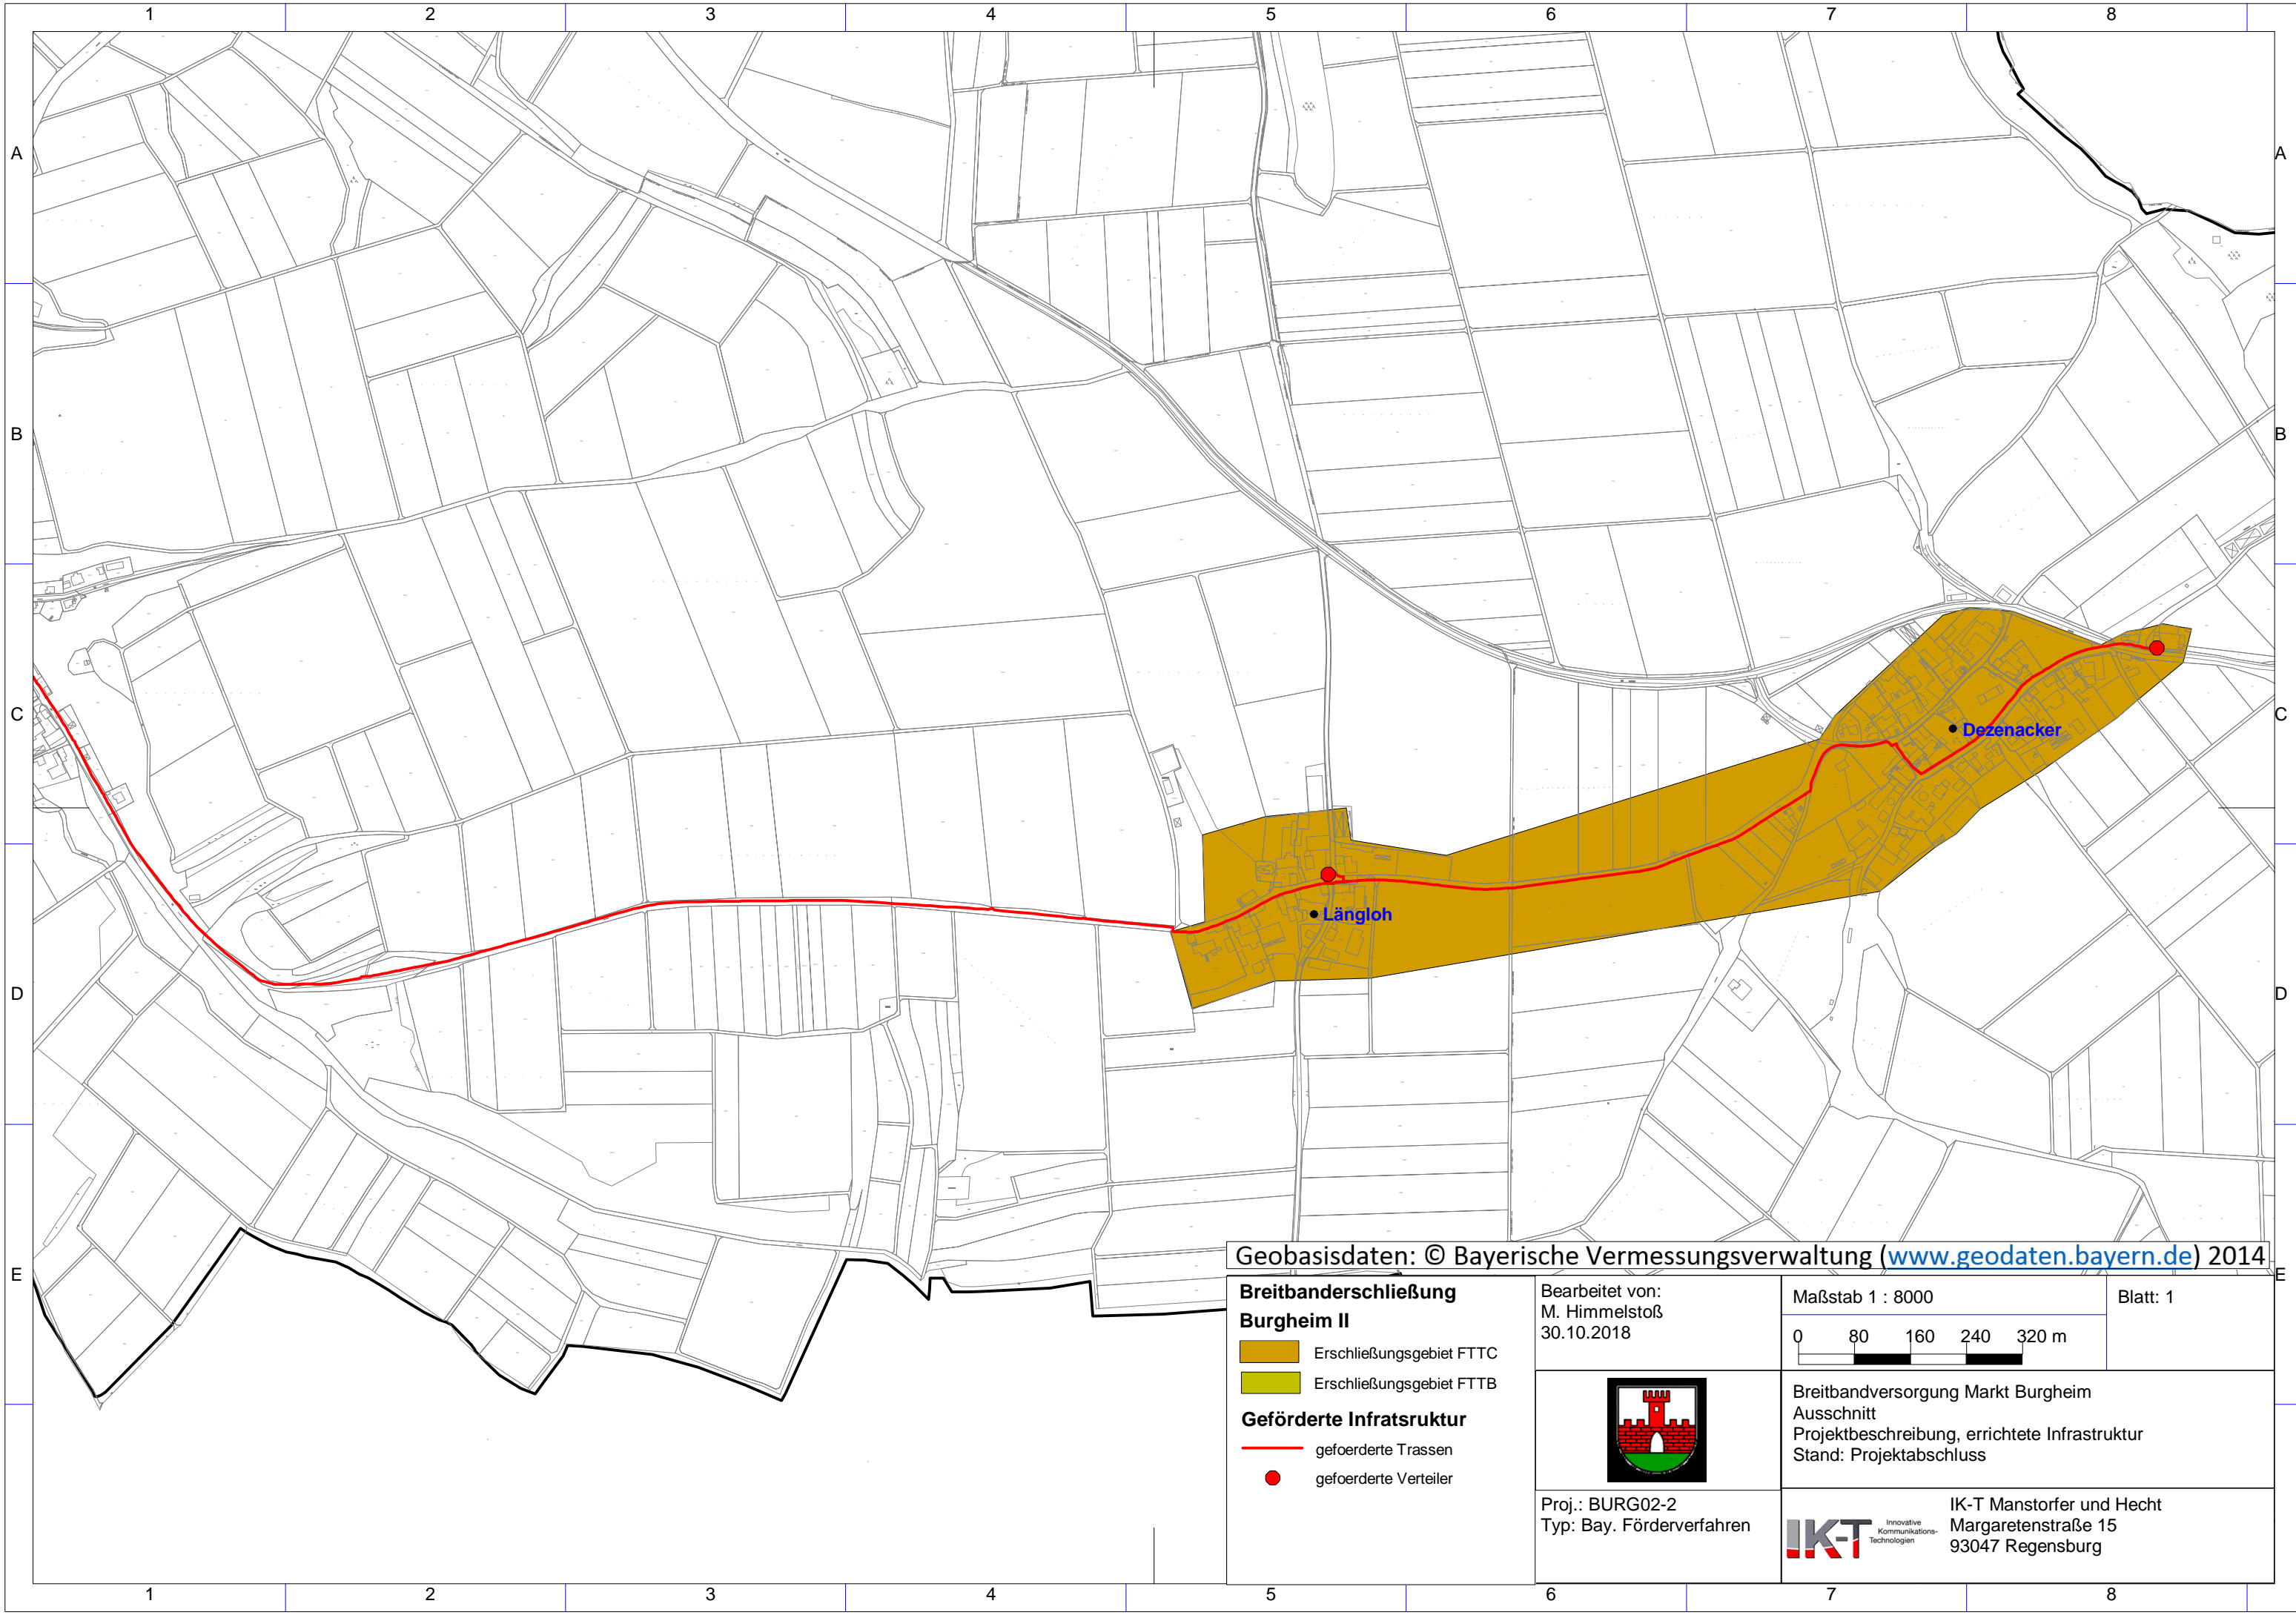 1 2 3 4 5 6 7 8
A A
B B
C C
Dezenacker
Längloh
D D
E E
Geobasisdaten: © Bayerische Vermessungsverwaltung (www.geodaten.bayern.de) 2014
Breitbanderschließung
Burgheim II
Erschließungsgebiet FTTC
Erschließungsgebiet FTTB
Geförderte Infratsruktur
gefoerderte Trassen
gefoerderte Verteiler
Bearbeitet von:
M. Himmelstoß
30.10.2018
Maßstab 1 : 8000
Blatt: 1
0 80 160 240 320 m
Breitbandversorgung Markt Burgheim
Ausschnitt
Projektbeschreibung, errichtete Infrastruktur
Stand: Projektabschluss
Proj.: BURG02-2
Typ: Bay. Förderverfahren
IK-T
Innovative
Kommunikations-
Technologien
IK-T Manstorfer und Hecht
Margaretenstraße 15
93047 Regensburg
1 2 3 4 5 6 7 8